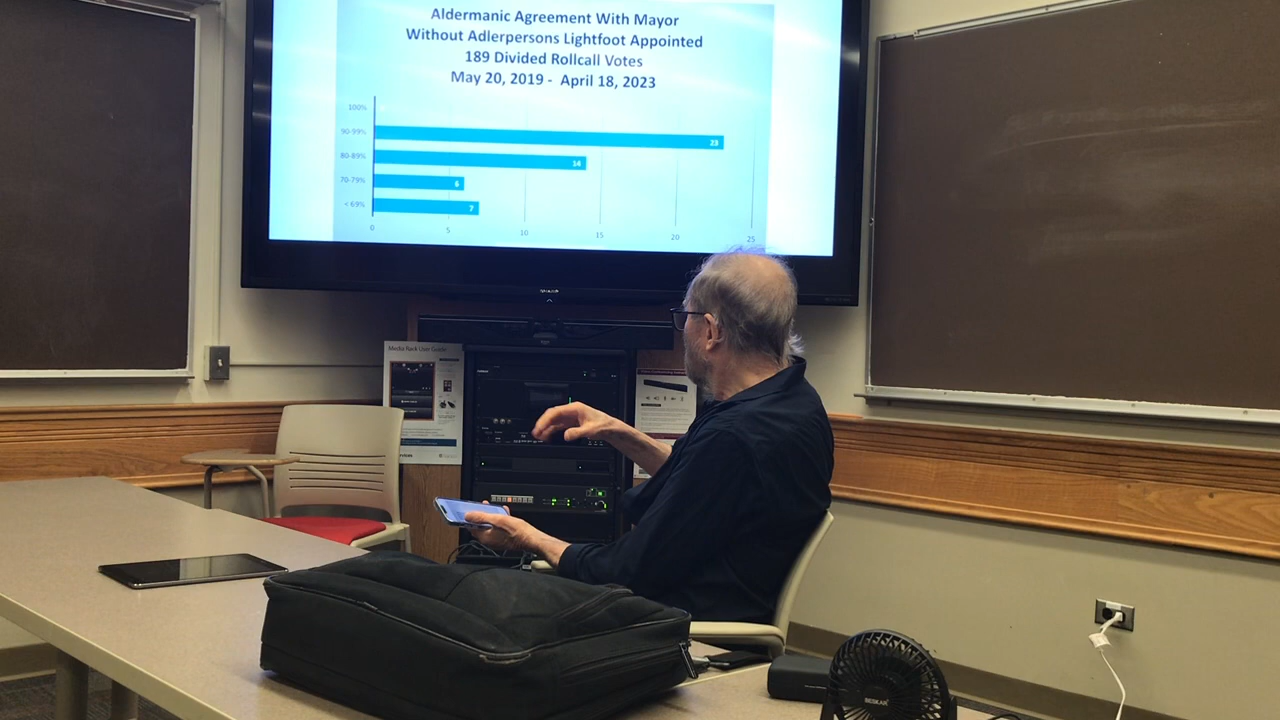 Aldermanic Agreement With Mayor
Without Adlerpersons Lightfoot Appointed
189 Divided Rollcall Votes
May 20, 2019 - April 18, 2023
100%
90-99%
23
80-89%
14
70-79%
6
< 69%
7
0 5 10 15 20 25
SHARP
Media Rack User Guide